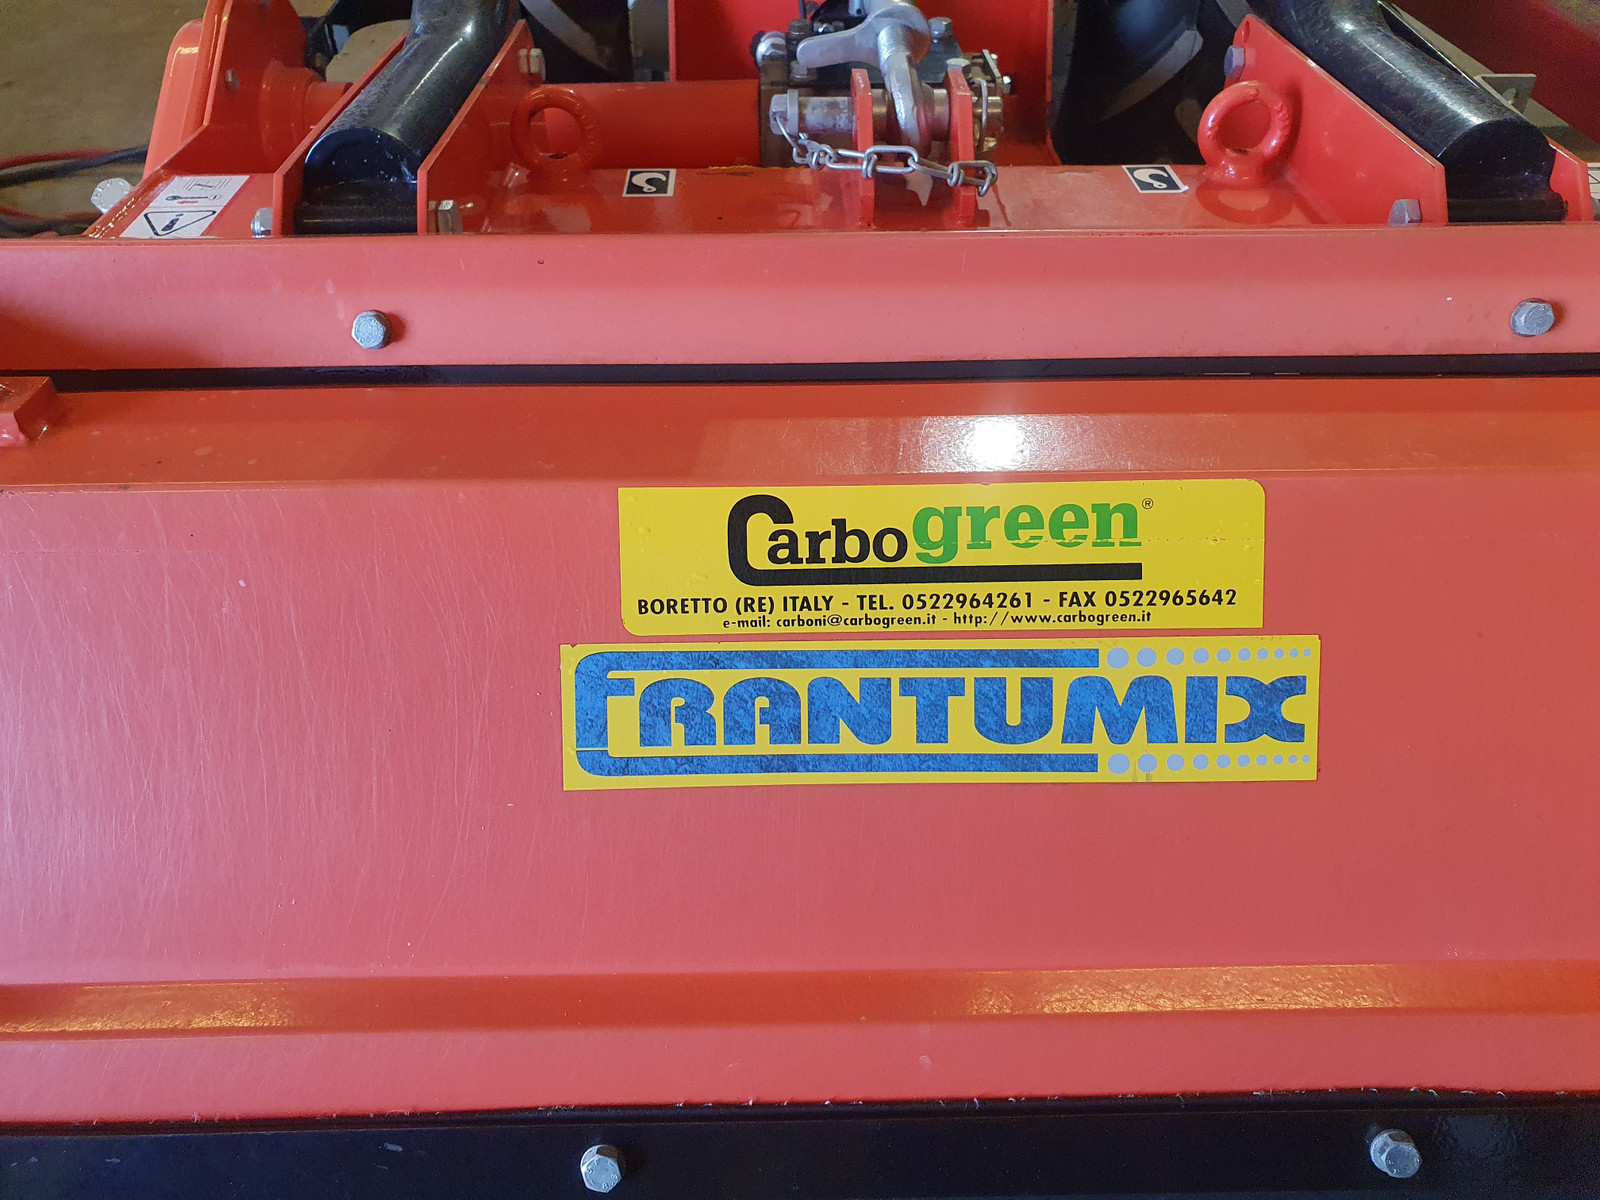 Carbogreen®
BORETTO (RE) ITALY - TEL. 0522964261 - FAX 0522965642
e-mail: carboni@carbogreen.it - http://www.carbogreen.it
FRANTUMIX